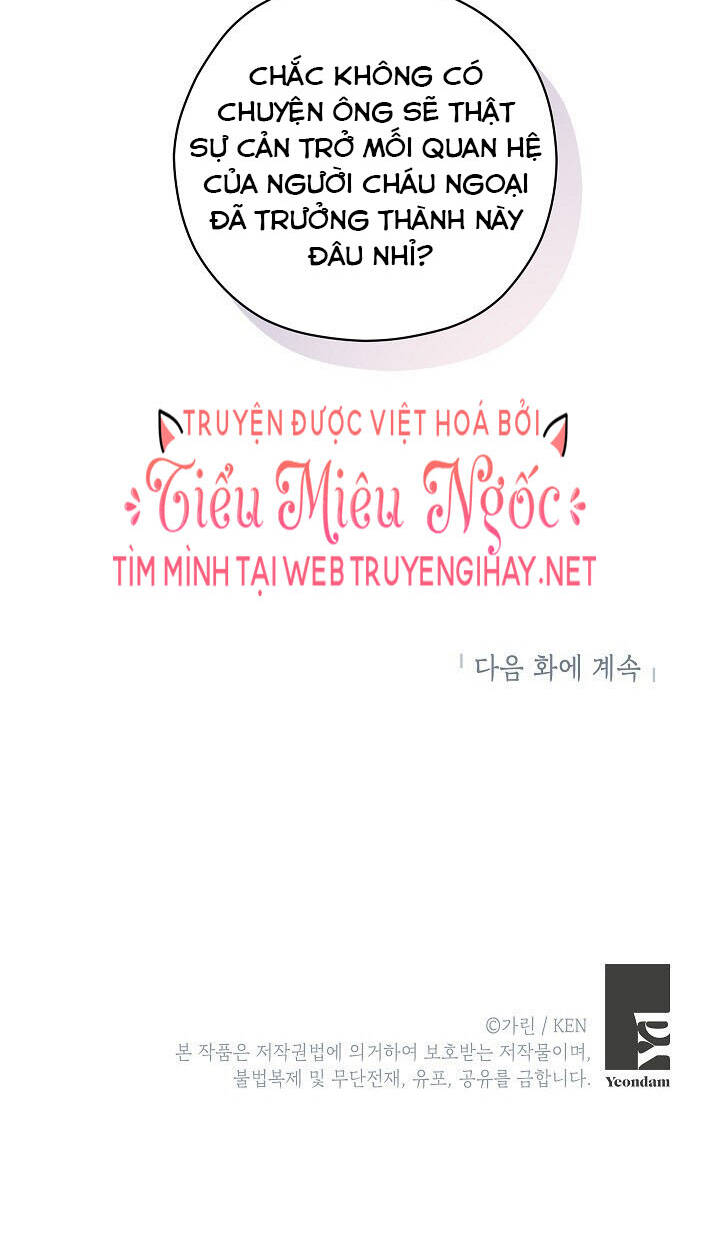 CHẮC KHÔNG CÓ
CHUYỆN ÔNG SẼ THẬT
SỰ CẢN TRỞ MỐI QUAN HỆ
CỦA NGƯỜI CHÁU NGOẠI
ĐÃ TRƯỞNG THÀNH NÀY
ĐÂU NHỈ?
TRUYỆN ĐƯỢC VIỆT HOÁ BỞI
Tiểu Miêu Ngốc
TÌM MÌNH TẠI WEB TRUYENGIHAY.NET
다음 화에 계속
©가린 / KEN
본 작품은 저작권법에 의거하여 보호받는 저작물이며,
불법복제 및 무단전재, 유포, 공유를 금합니다.
Yd
Yeondam